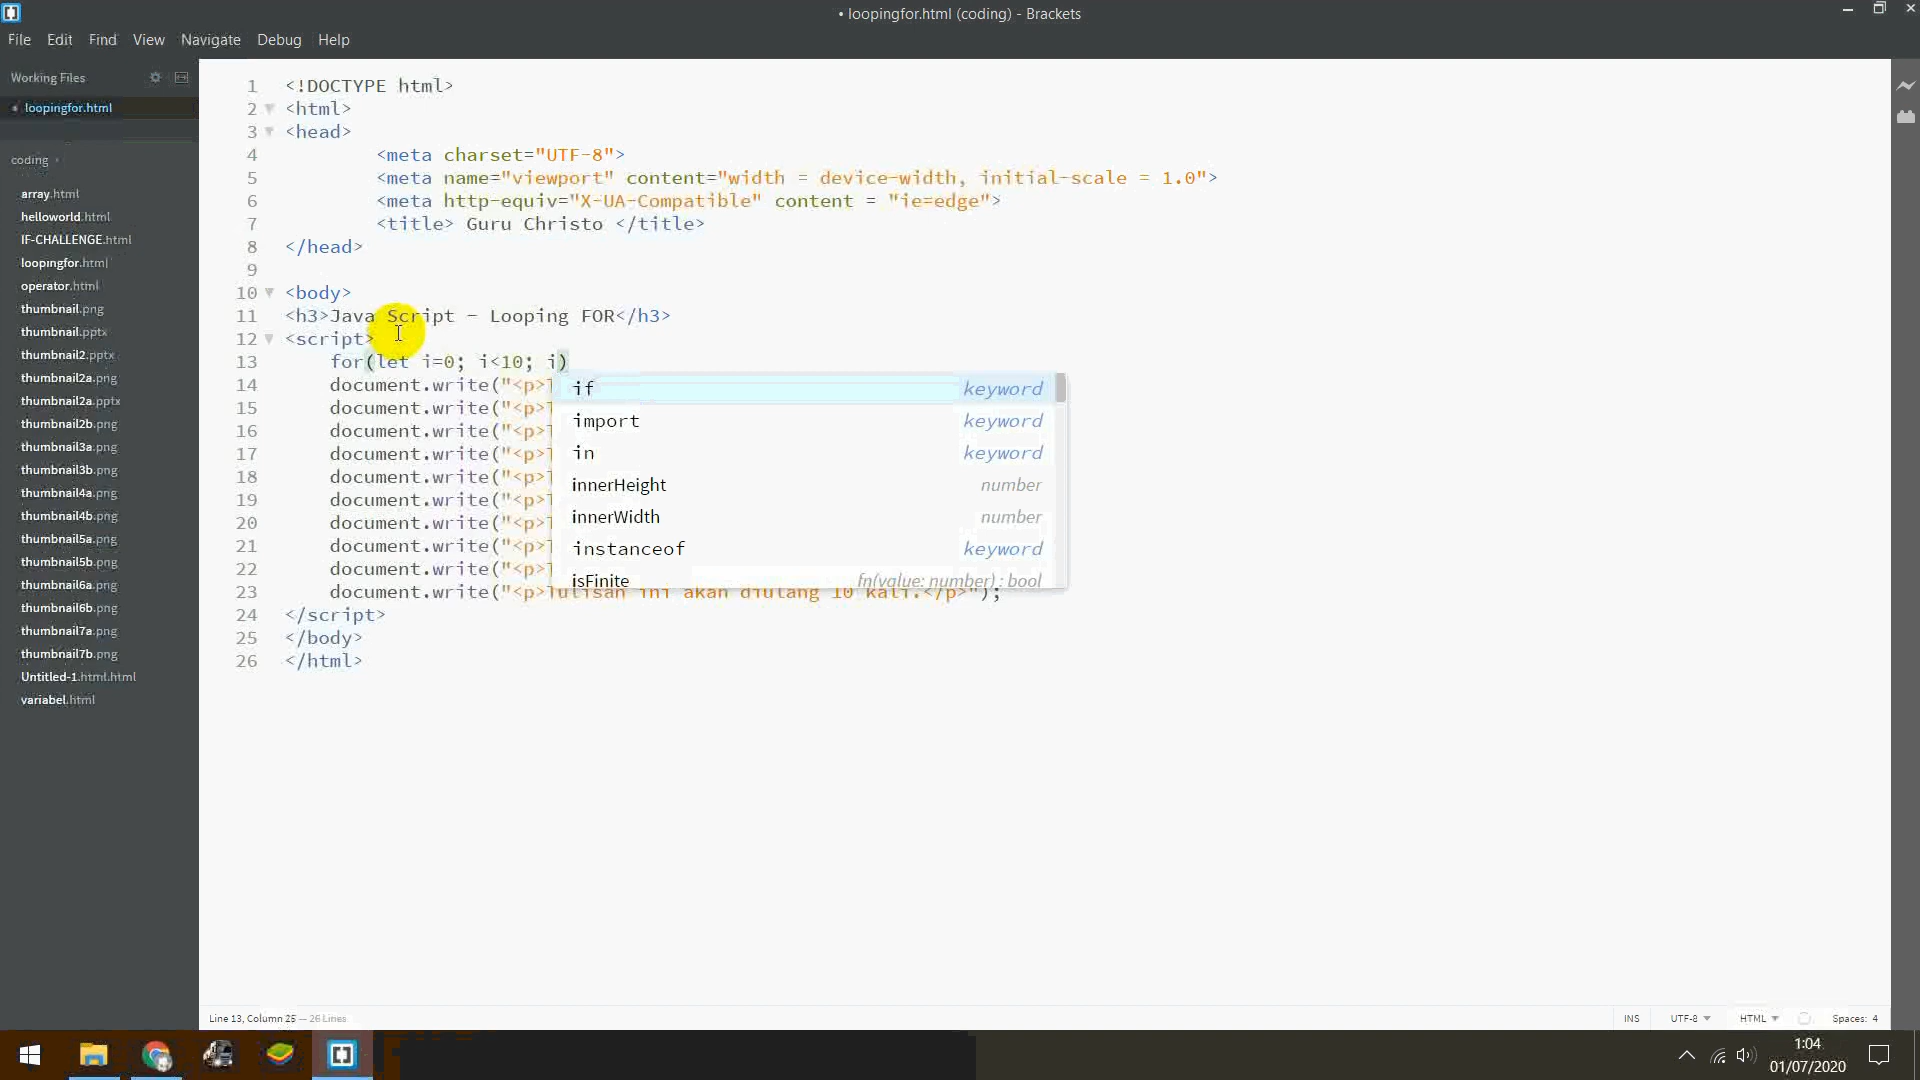 • loopingfor.html (coding) - Brackets
File Edit Find View Navigate Debug Help
Working Files
loopingfor.html
coding
array.html
helloworld.html
IF-CHALLENGE.html
loopingfor.html
operator.html
thumbnail.png
thumbnail.pptx
thumbnail2.pptx
thumbnail2a.png
thumbnail2a.pptx
thumbnail2b.png
thumbnail3a.png
thumbnail3b.png
thumbnail4a.png
thumbnail4b.png
thumbnail5a.png
thumbnail5b.png
thumbnail6a.png
thumbnail6b.png
thumbnail7a.png
thumbnail7b.png
Untitled-1.html.html
variabel.html
1 <!DOCTYPE html>
2 <html>
3 <head>
4 <meta charset="UTF-8">
5 <meta name="viewport" content="width = device-width, initial-scale = 1.0">
6 <meta http-equiv="X-UA-Compatible" content = "ie=edge">
7 <title> Guru Christo </title>
8 </head>
9
10 <body>
11 <h3>Java Script - Looping FOR</h3>
12 <script>
13 for(let i=0; i<10; i)
14 document.write("<p>T
15 document.write("<p>T
16 document.write("<p>T
17 document.write("<p>T
18 document.write("<p>T
19 document.write("<p>T
20 document.write("<p>T
21 document.write("<p>T
22 document.write("<p>T
23 document.write("<p>Tulisan ini akan diulang 10 kali.</p>");
24 </script>
25 </body>
26 </html>
if keyword
import keyword
in keyword
innerHeight number
innerWidth number
instanceof keyword
isFinite fn(value: number) : bool
Line 13, Column 25 — 26 Lines
INS UTF-8 HTML Spaces: 4
1:04
01/07/2020